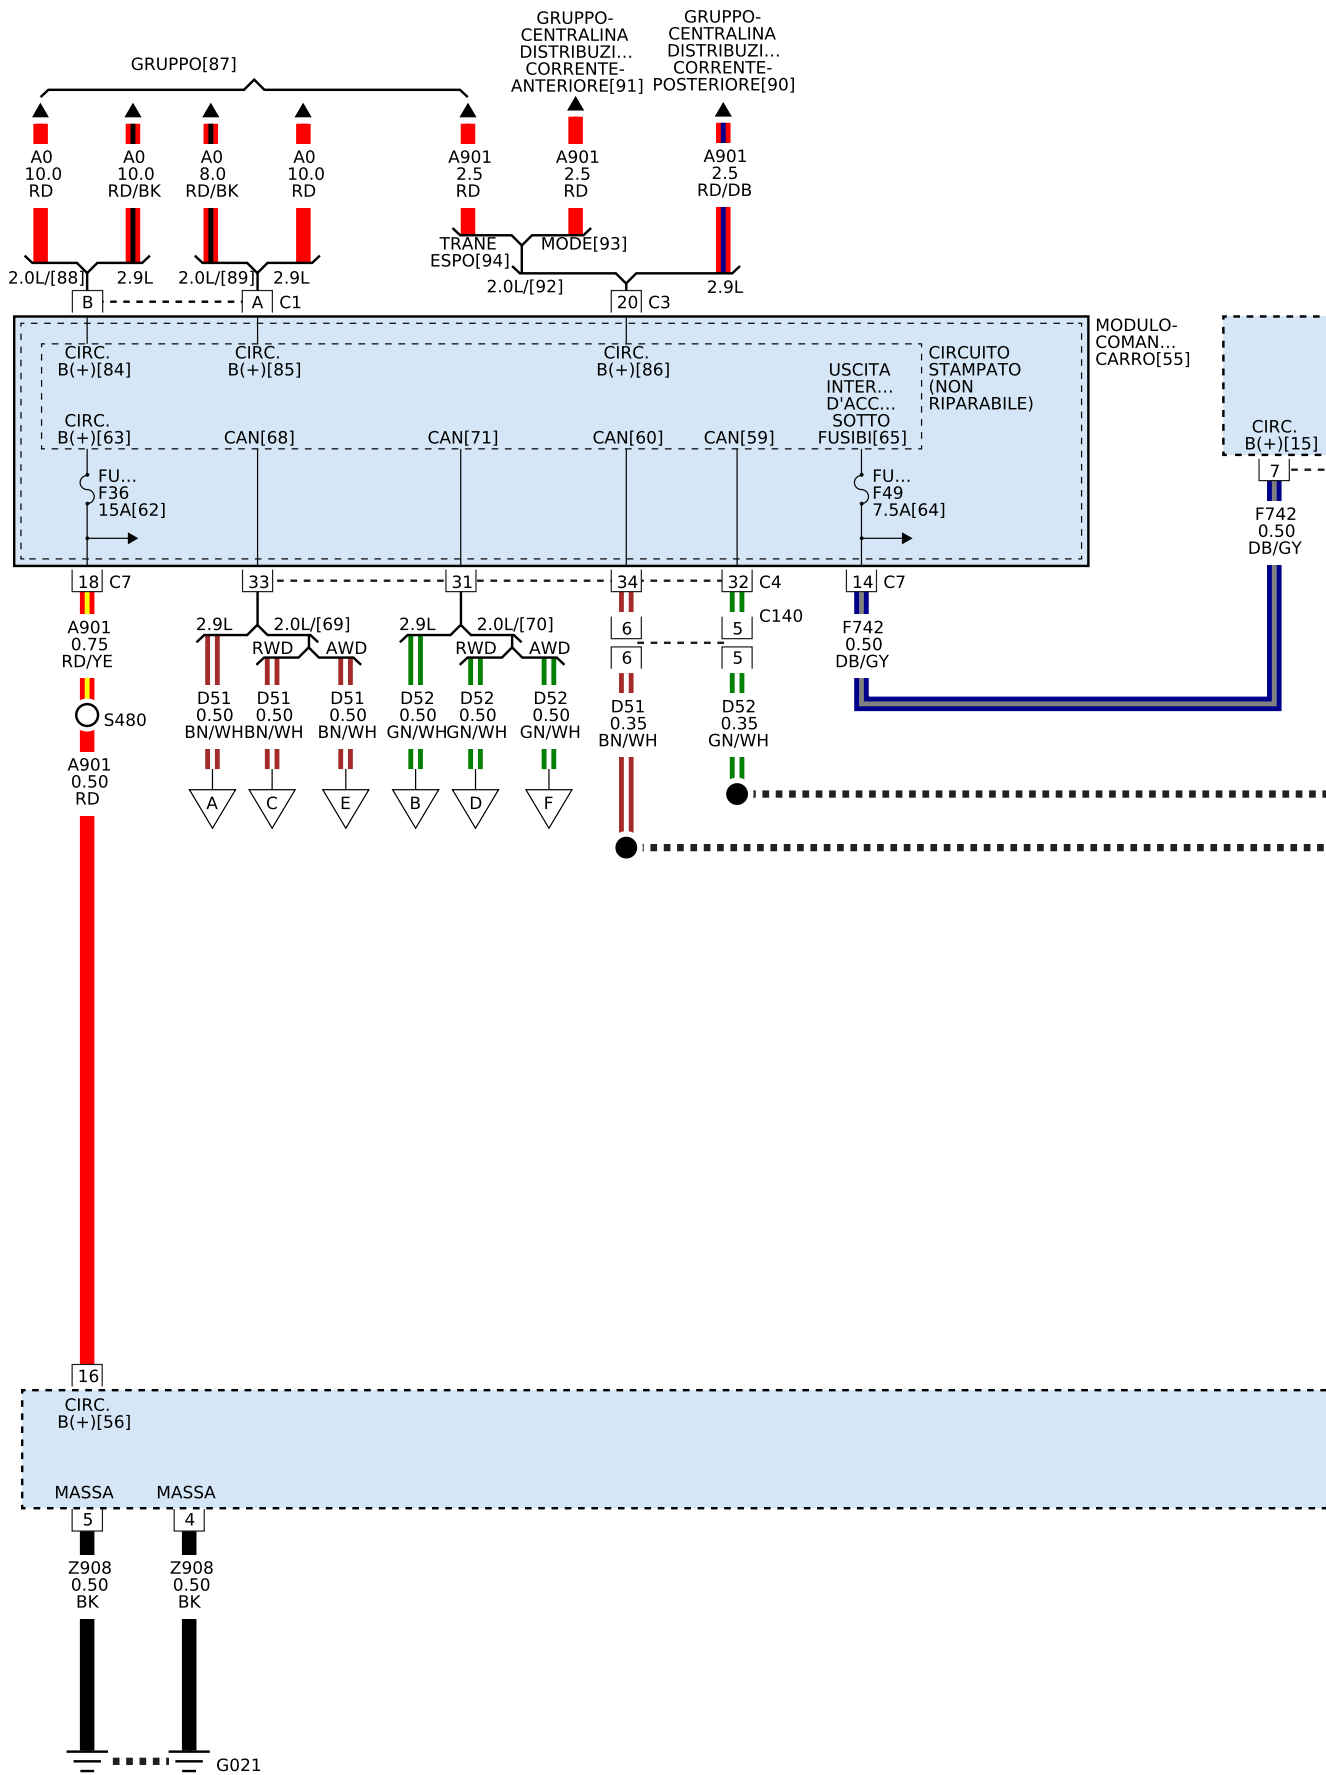 GRUPPO[87]
GRUPPO-
CENTRALINA
DISTRIBUZI...
CORRENTE-
ANTERIORE[91]
GRUPPO-
CENTRALINA
DISTRIBUZI...
CORRENTE-
POSTERIORE[90]
A0
10.0
RD
A0
10.0
RD/BK
A0
8.0
RD/BK
A0
10.0
RD
A901
2.5
RD
A901
2.5
RD
A901
2.5
RD/DB
TRANE
ESPO[94]
MODE[93]
2.0L/[88]
2.9L
2.0L/[89]
2.9L
2.0L/[92]
2.9L
B
A
C1
20
C3
MODULO-
COMAN...
CARRO[55]
CIRC.
B(+)[84]
CIRC.
B(+)[85]
CIRC.
B(+)[86]
CIRCUITO
STAMPATO
(NON
RIPARABILE)
CIRC.
B(+)[63]
CAN[68]
CAN[71]
CAN[60]
CAN[59]
USCITA
INTER...
D'ACC...
SOTTO
FUSIBI[65]
CIRC.
B(+)[15]
FU...
F36
15A[62]
FU...
F49
7.5A[64]
7
F742
0.50
DB/GY
18
C7
33
31
34
32
C4
14
C7
A901
0.75
RD/YE
2.9L
2.0L/[69]
RWD
AWD
2.9L
2.0L/[70]
RWD
AWD
6
5
C140
6
5
F742
0.50
DB/GY
S480
D51
0.50
BN/WH
D51
0.50
BN/WH
D51
0.50
BN/WH
D52
0.50
GN/WH
D52
0.50
GN/WH
D52
0.50
GN/WH
D51
0.35
BN/WH
D52
0.35
GN/WH
A901
0.50
RD
A
C
E
B
D
F
16
CIRC.
B(+)[56]
MASSA
MASSA
5
4
Z908
0.50
BK
Z908
0.50
BK
G021